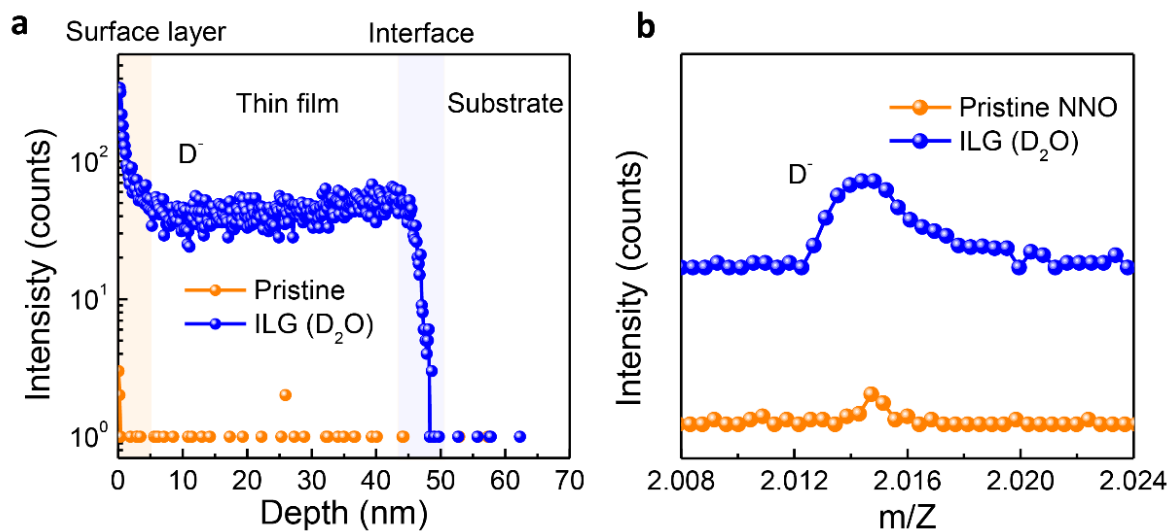 a
Surface layer
Interface
Thin film
Substrate
D⁻
Pristine
ILG (D₂O)
Intensisty (counts)
10²
10¹
10⁰
0 10 20 30 40 50 60 70
Depth (nm)
b
Pristine NNO
ILG (D₂O)
D⁻
Intensity (counts)
2.008 2.012 2.016 2.020 2.024
m/Z